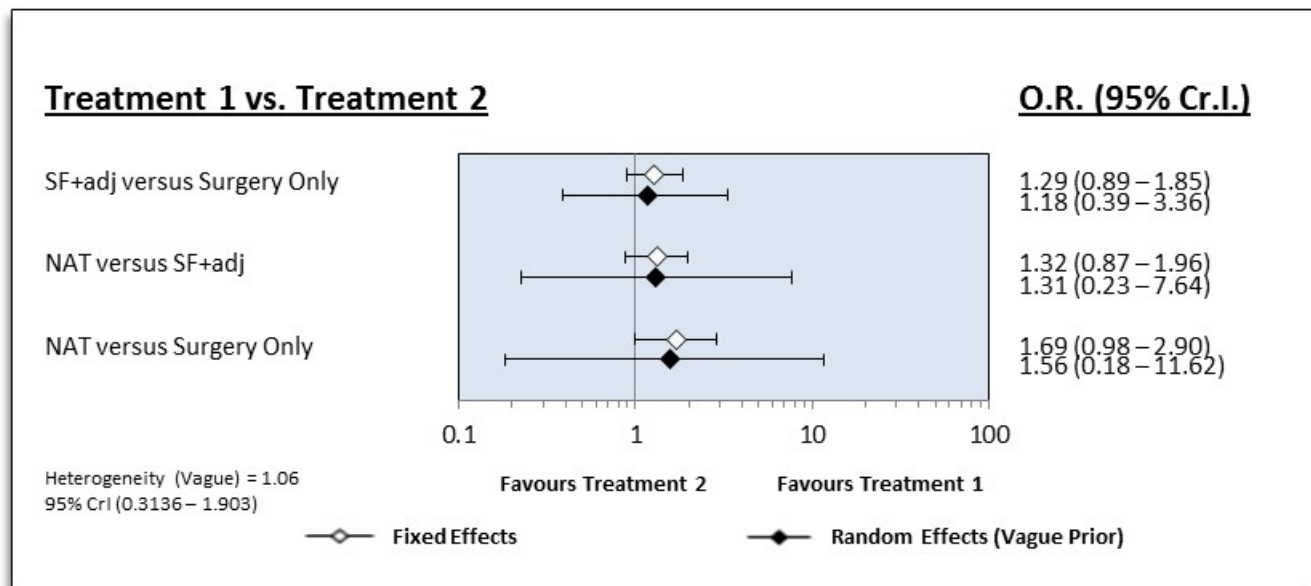 Treatment 1 vs. Treatment 2
O.R. (95% Cr.I.)
SF+adj versus Surgery Only
1.29 (0.89 – 1.85)
1.18 (0.39 – 3.36)
NAT versus SF+adj
1.32 (0.87 – 1.96)
1.31 (0.23 – 7.64)
NAT versus Surgery Only
1.69 (0.98 – 2.90)
1.56 (0.18 – 11.62)
0.1 1 10 100
Heterogeneity (Vague) = 1.06
95% CrI (0.3136 – 1.903)
Favours Treatment 2 Favours Treatment 1
Fixed Effects Random Effects (Vague Prior)